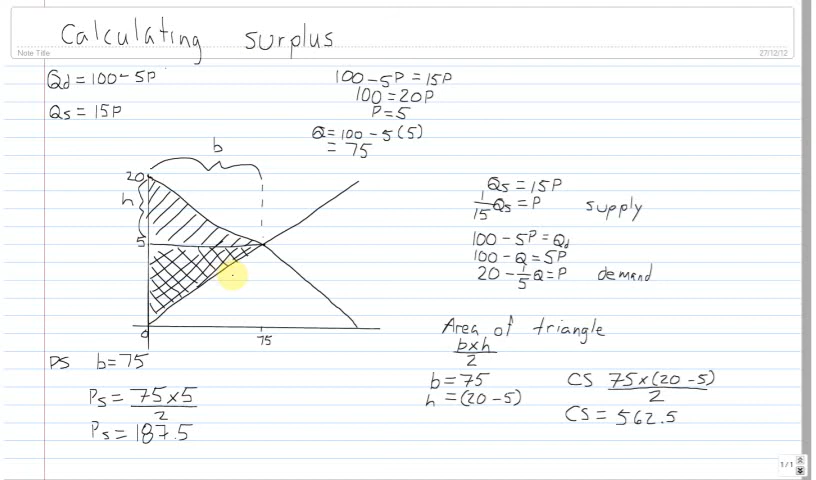 Calculating surplus
Note Title
27/12/12
Qd = 100 - 5P
Qs = 15P
100 - 5P = 15P
100 = 20P
P = 5
Q = 100 - 5(5)
= 75
b
20
h
5
0
75
Qs = 15P
1/15 Qs = P supply
100 - 5P = Qd
100 - Q = 5P
20 - 1/5 Q = P demand
Area of triangle
b x h
2
b = 75
h = (20 - 5)
CS 75 x (20 - 5)
2
CS = 562.5
PS b = 75
Ps = 75 x 5
2
Ps = 187.5
1/1